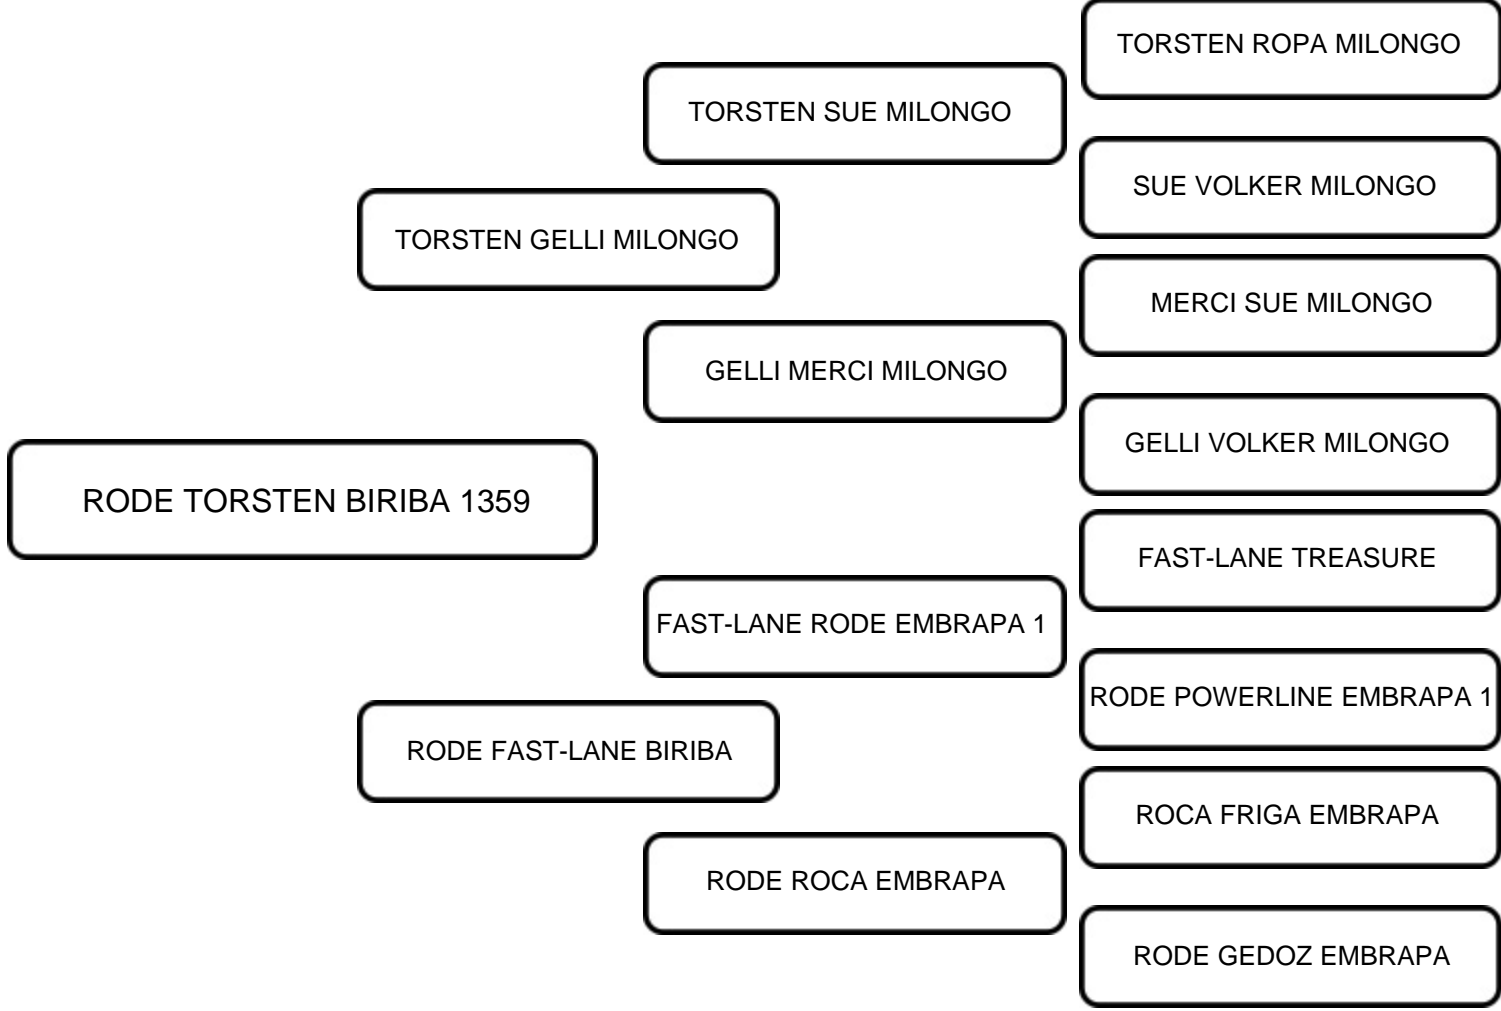 TORSTEN ROPA MILONGO
TORSTEN SUE MILONGO
SUE VOLKER MILONGO
TORSTEN GELLI MILONGO
MERCI SUE MILONGO
GELLI MERCI MILONGO
GELLI VOLKER MILONGO
RODE TORSTEN BIRIBA 1359
FAST-LANE TREASURE
FAST-LANE RODE EMBRAPA 1
RODE POWERLINE EMBRAPA 1
RODE FAST-LANE BIRIBA
ROCA FRIGA EMBRAPA
RODE ROCA EMBRAPA
RODE GEDOZ EMBRAPA